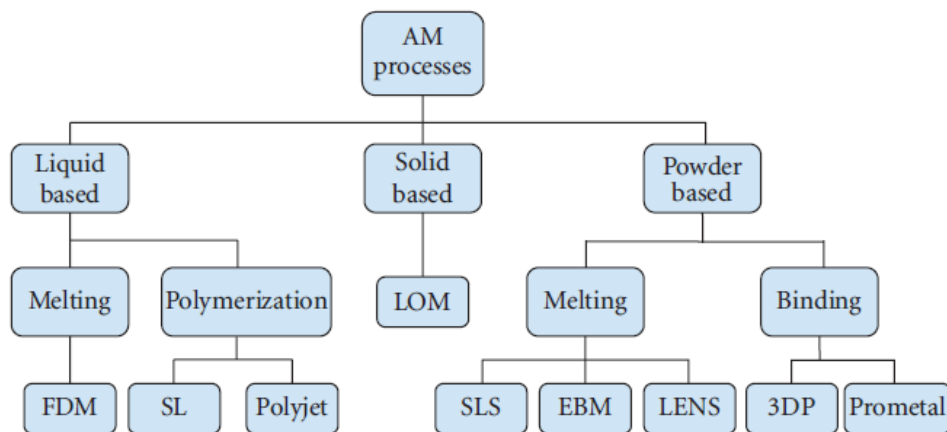 AM
processes
Liquid
based
Solid
based
Powder
based
Melting
Polymerization
LOM
Melting
Binding
FDM
SL
Polyjet
SLS
EBM
LENS
3DP
Prometal